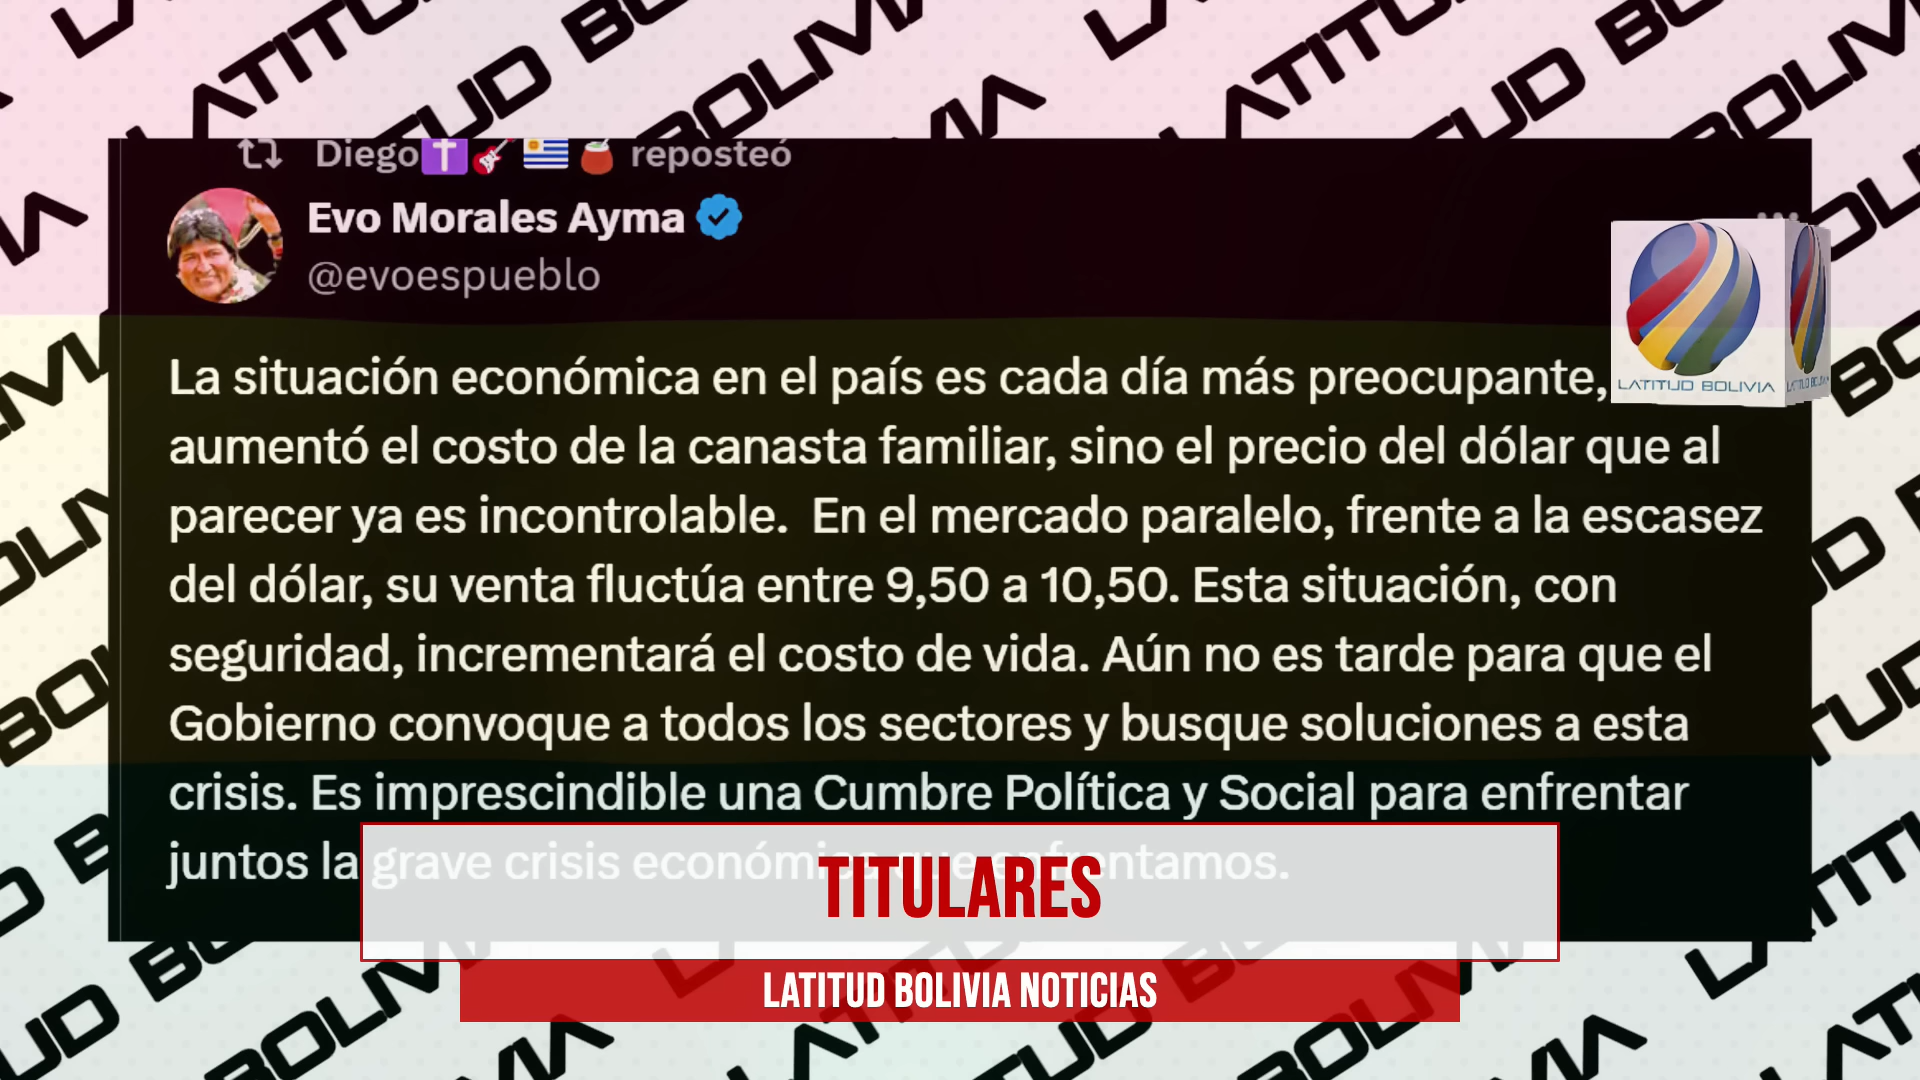 Diego reposteó
Evo Morales Ayma
@evoespueblo
La situación económica en el país es cada día más preocupante,
aumentó el costo de la canasta familiar, sino el precio del dólar que al
parecer ya es incontrolable. En el mercado paralelo, frente a la escasez
del dólar, su venta fluctúa entre 9,50 a 10,50. Esta situación, con
seguridad, incrementará el costo de vida. Aún no es tarde para que el
Gobierno convoque a todos los sectores y busque soluciones a esta
crisis. Es imprescindible una Cumbre Política y Social para enfrentar
juntos la grave crisis económica que enfrentamos.
LATITUD BOLIVIA
TITULARES
LATITUD BOLIVIA NOTICIAS